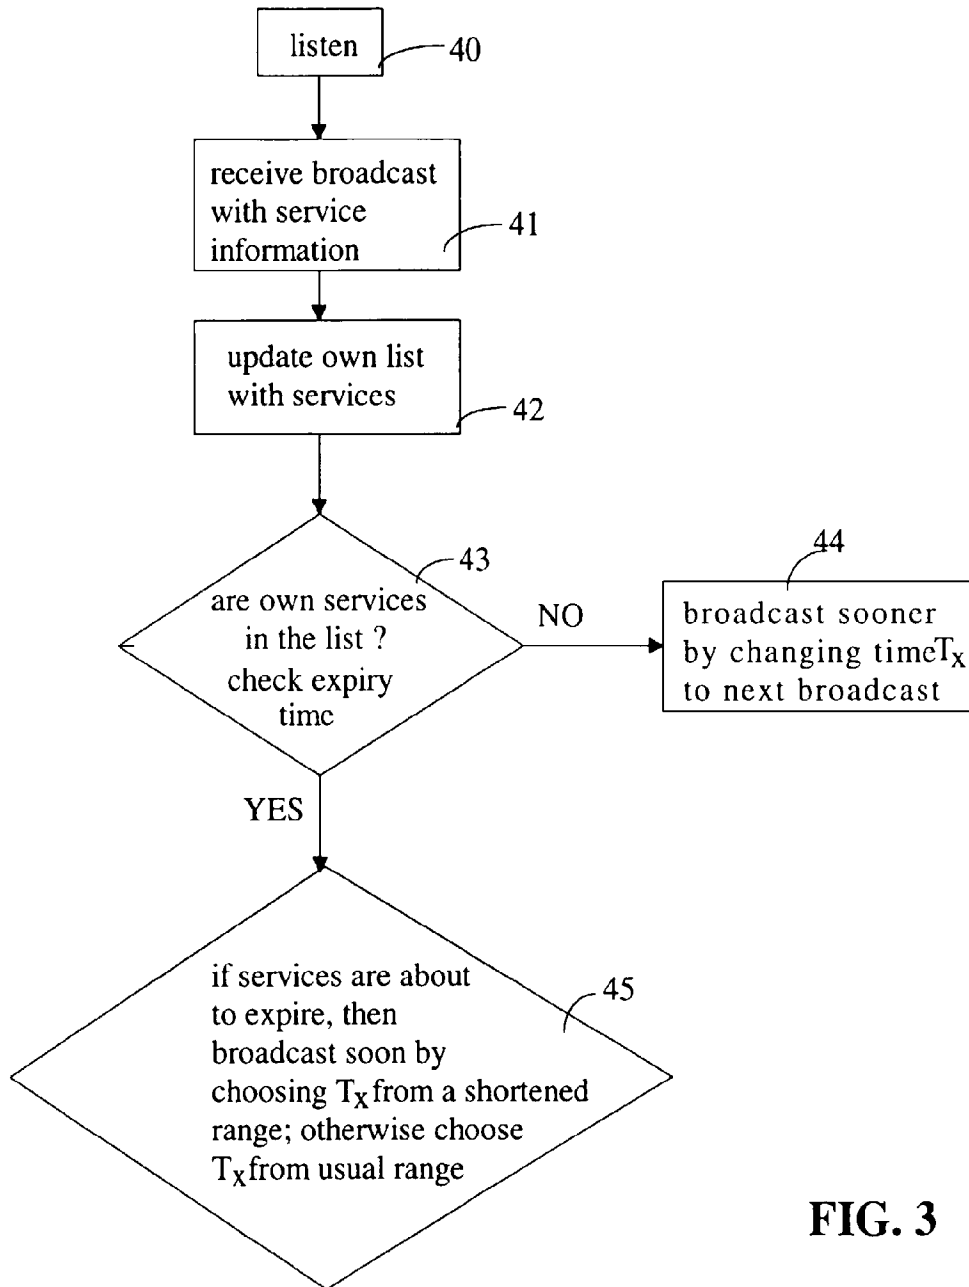 listen
40
receive broadcast
with service
information
41
update own list
with services
42
43
are own services
in the list ?
check expiry
time
NO
44
broadcast sooner
by changing time Tx
to next broadcast
YES
45
if services are about
to expire, then
broadcast soon by
choosing Tx from a shortened
range; otherwise choose
Tx from usual range
FIG. 3